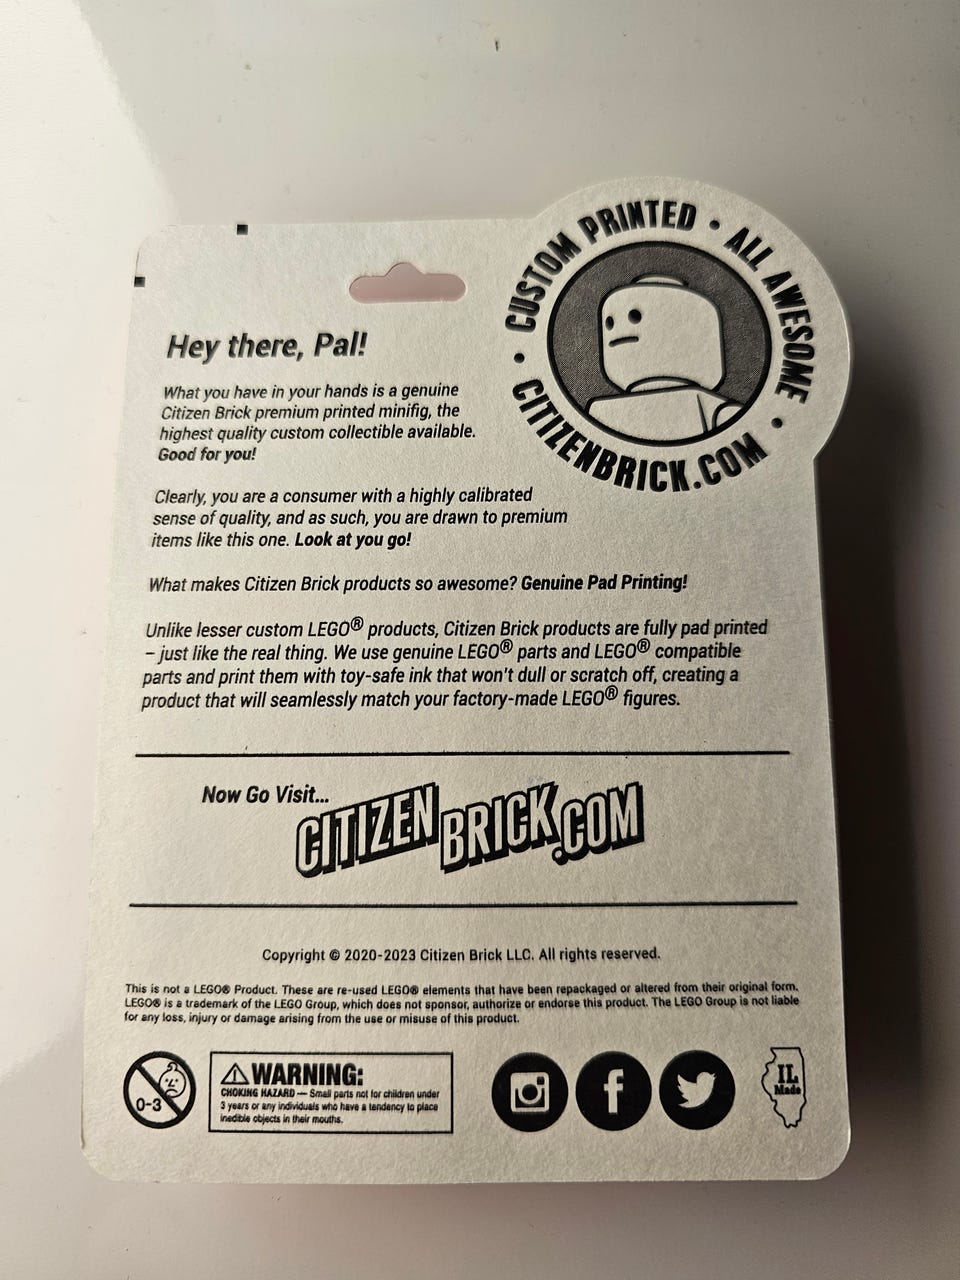 CUSTOM PRINTED • ALL AWESOME •
CITIZENBRICK.COM •
Hey there, Pal!
What you have in your hands is a genuine
Citizen Brick premium printed minifig, the
highest quality custom collectible available.
Good for you!
Clearly, you are a consumer with a highly calibrated
sense of quality, and as such, you are drawn to premium
items like this one. Look at you go!
What makes Citizen Brick products so awesome? Genuine Pad Printing!
Unlike lesser custom LEGO® products, Citizen Brick products are fully pad printed
– just like the real thing. We use genuine LEGO® parts and LEGO® compatible
parts and print them with toy-safe ink that won't dull or scratch off, creating a
product that will seamlessly match your factory-made LEGO® figures.
Now Go Visit...
CITIZEN BRICK.COM
Copyright © 2020-2023 Citizen Brick LLC. All rights reserved.
This is not a LEGO® Product. These are re-used LEGO® elements that have been repackaged or altered from their original form.
LEGO® is a trademark of the LEGO Group, which does not sponsor, authorize or endorse this product. The LEGO Group is not liable
for any loss, injury or damage arising from the use or misuse of this product.
0-3
WARNING:
CHOKING HAZARD — Small parts not for children under
3 years or any individuals who have a tendency to place
inedible objects in their mouths.
f
IL
Made